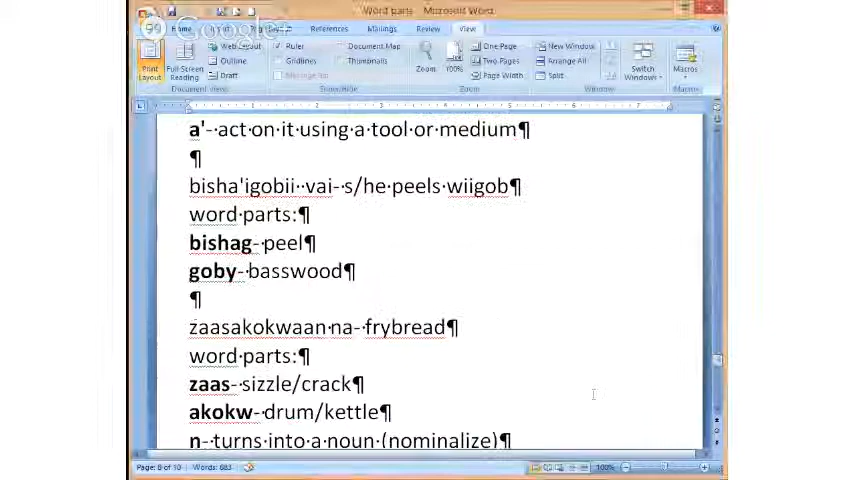 Word parts - Microsoft Word
Google+
Home References Mailings Review View
Print Layout
Full Screen Reading
Web Layout
Outline
Draft
Document Views
Ruler
Gridlines
Message Bar
Document Map
Thumbnails
Show/Hide
Zoom
100%
One Page
Two Pages
Page Width
Zoom
New Window
Arrange All
Split
Switch Windows
Window
Macros
Macros
a'-·act·on·it·using·a·tool·or·medium¶
¶
bisha'igobii··vai·-·s/he·peels·wiigob¶
word·parts:¶
bishag-·peel¶
goby-·basswood¶
¶
zaasakokwaan·na-·frybread¶
word·parts:¶
zaas-·sizzle/crack¶
akokw-·drum/kettle¶
n-·turns·into·a·noun·(nominalize)¶
Page: 8 of 10 Words: 883 100%